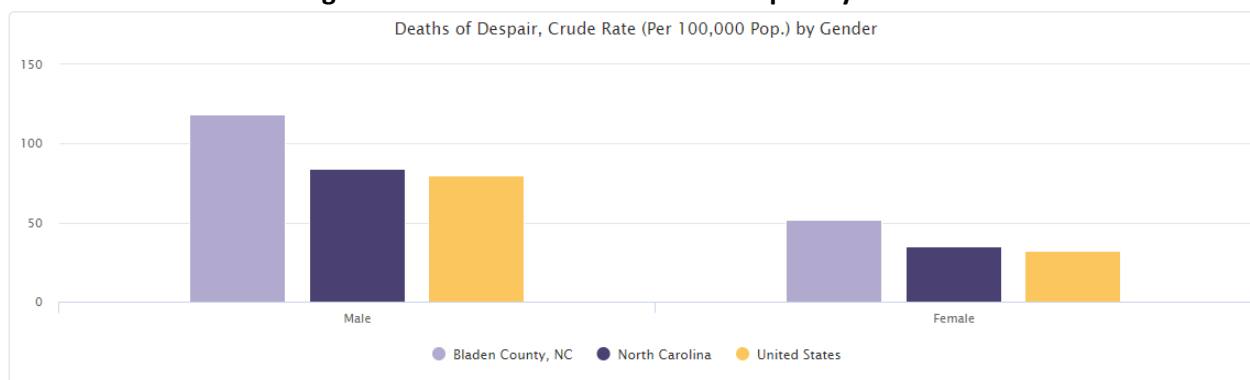 Deaths of Despair, Crude Rate (Per 100,000 Pop.) by Gender
150
100
50
0
Male Female
Bladen County, NC North Carolina United States